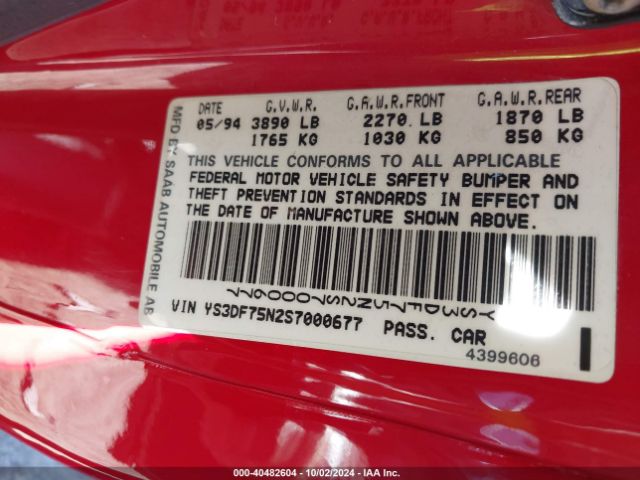 DATE G.V.W.R. G.A.W.R.FRONT G.A.W.R.REAR
05/94 3890 LB 2270 LB 1870 LB
1765 KG 1030 KG 850 KG
THIS VEHICLE CONFORMS TO ALL APPLICABLE
FEDERAL MOTOR VEHICLE SAFETY BUMPER AND
THEFT PREVENTION STANDARDS IN EFFECT ON
THE DATE OF MANUFACTURE SHOWN ABOVE.
MFD BY SAAB AUTOMOBILE AB
YS3DF75N2S7000677
VIN YS3DF75N2S7000677 PASS. CAR
4399606
000-40482604 | 10/02/2024 | IAA Inc.